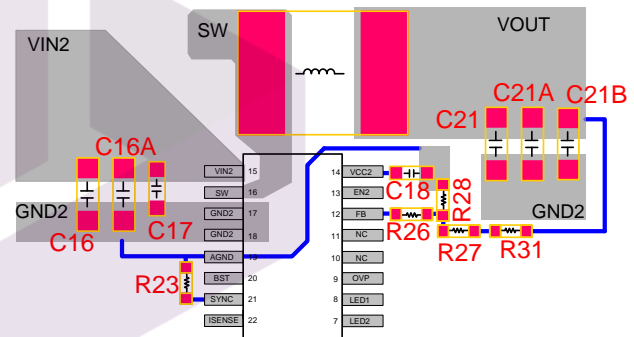 VIN2
SW
VOUT
C21A
C21B
C21
C16A
VIN2 15
14 VCC2
C18
R28
SW 16
13 EN2
GND2
GND2 17
12 FB
GND2
C16
C17
GND2 18
11 NC
R26
R27
R31
AGND 19
10 NC
R23
BST 20
9 OVP
SYNC 21
8 LED1
ISENSE 22
7 LED2